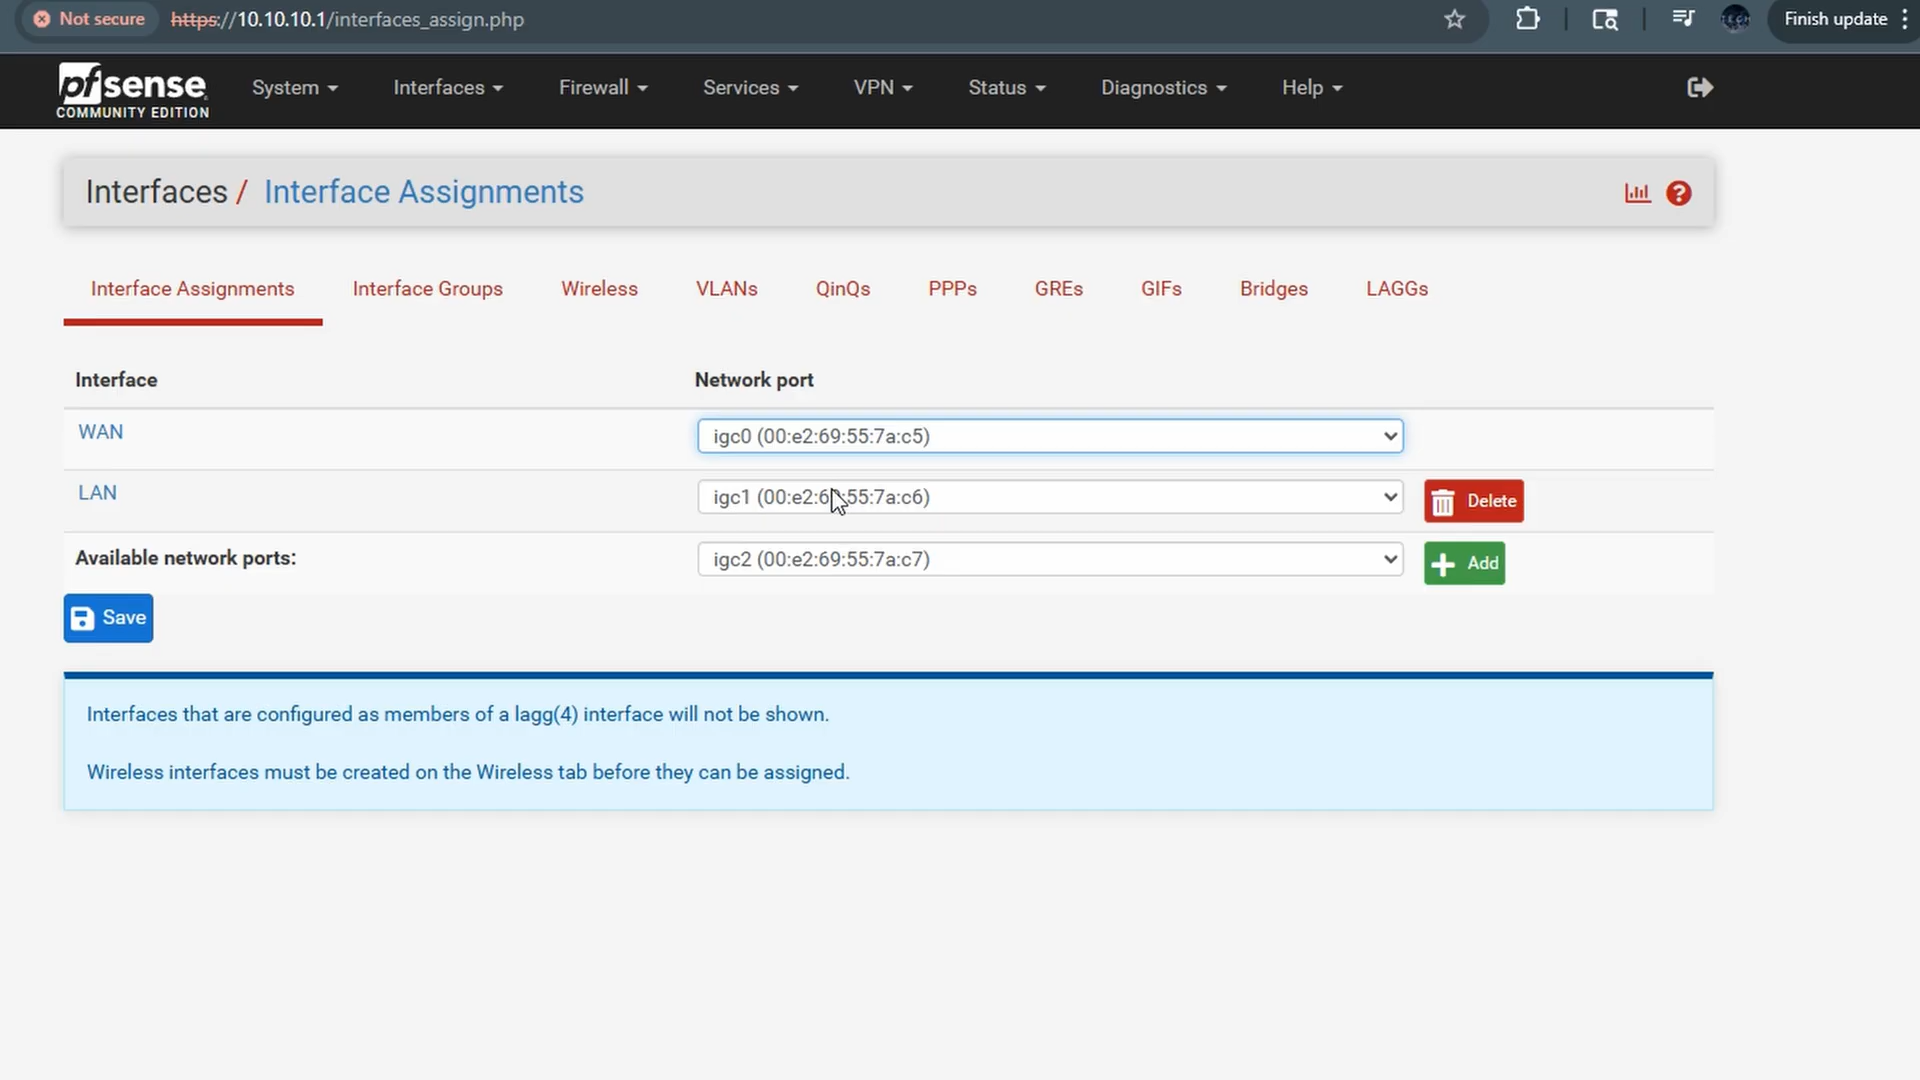 Not secure https://10.10.10.1/interfaces_assign.php Finish update
pfsense
COMMUNITY EDITION
System Interfaces Firewall Services VPN Status Diagnostics Help
Interfaces / Interface Assignments
Interface Assignments Interface Groups Wireless VLANs QinQs PPPs GREs GIFs Bridges LAGGs
Interface Network port
WAN igc0 (00:e2:69:55:7a:c5)
LAN igc1 (00:e2:69:55:7a:c6) Delete
Available network ports: igc2 (00:e2:69:55:7a:c7) Add
Save
Interfaces that are configured as members of a lagg(4) interface will not be shown.
Wireless interfaces must be created on the Wireless tab before they can be assigned.